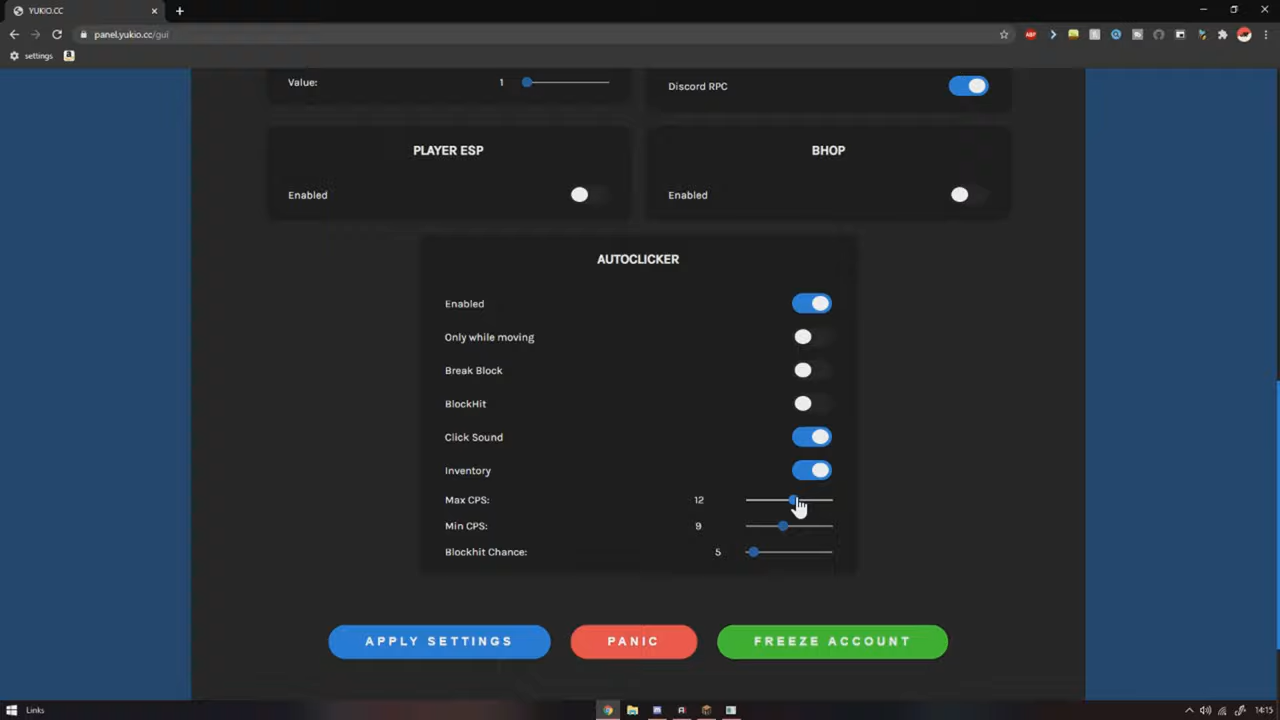 YUKIO.CC
panel.yukio.cc/gui
ABP
settings
Value: 1
Discord RPC
PLAYER ESP
BHOP
Enabled
Enabled
AUTOCLICKER
Enabled
Only while moving
Break Block
BlockHit
Click Sound
Inventory
Max CPS: 12
Min CPS: 9
Blockhit Chance: 5
APPLY SETTINGS
PANIC
FREEZE ACCOUNT
Links
14:15